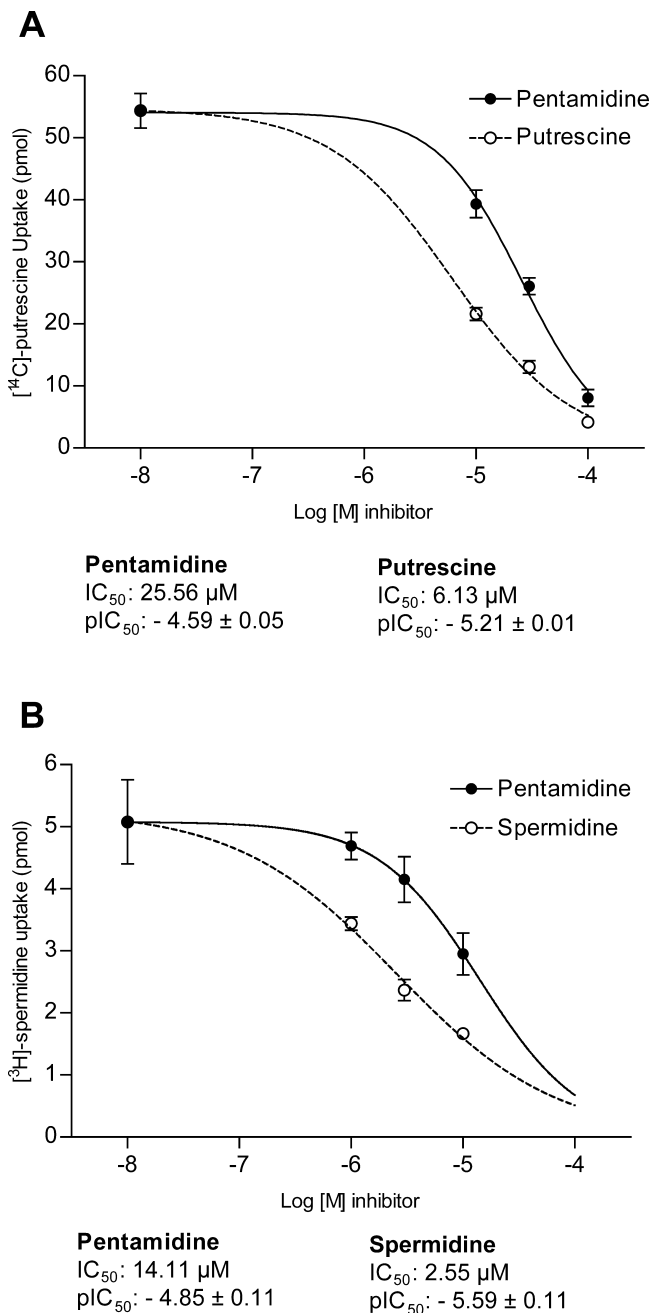 A
60
50
40
30
20
10
0
[¹⁴C]-putrescine Uptake (pmol)
Pentamidine
Putrescine
-8 -7 -6 -5 -4
Log [M] inhibitor
Pentamidine
IC₅₀: 25.56 µM
pIC₅₀: - 4.59 ± 0.05
Putrescine
IC₅₀: 6.13 µM
pIC₅₀: - 5.21 ± 0.01
B
6
5
4
3
2
1
0
[³H]-spermidine uptake (pmol)
Pentamidine
Spermidine
-8 -7 -6 -5 -4
Log [M] inhibitor
Pentamidine
IC₅₀: 14.11 µM
pIC₅₀: - 4.85 ± 0.11
Spermidine
IC₅₀: 2.55 µM
pIC₅₀: - 5.59 ± 0.11